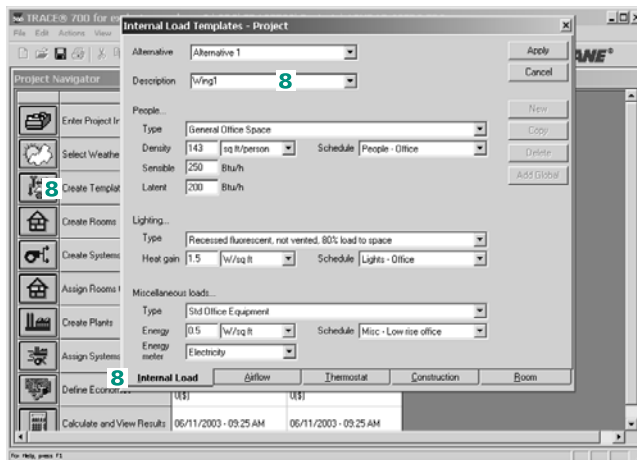 TRACE® 700 for e
File Edit Actions View
ANE®
Internal Load Templates - Project
Alternative Alternative 1
Description Wing1 8
Apply
Cancel
New
Copy
Delete
Add Global
People...
Type General Office Space
Density 143 sq ft/person Schedule People - Office
Sensible 250 Btu/h
Latent 200 Btu/h
Lighting...
Type Recessed fluorescent, not vented, 80% load to space
Heat gain 1.5 W/sq ft Schedule Lights - Office
Miscellaneous loads...
Type Std Office Equipment
Energy 0.5 W/sq ft Schedule Misc - Low rise office
Energy meter Electricity
8 Internal Load Airflow Thermostat Construction Room
Project Navigator
Enter Project In
Select Weathe
8 Create Templat
Create Rooms
Create Systems
Assign Rooms
Create Plants
Assign Systems
Define Econo
0[$] 0[$]
Calculate and View Results 06/11/2003 - 09:25 AM 06/11/2003 - 09:25 AM
For Help, press F1